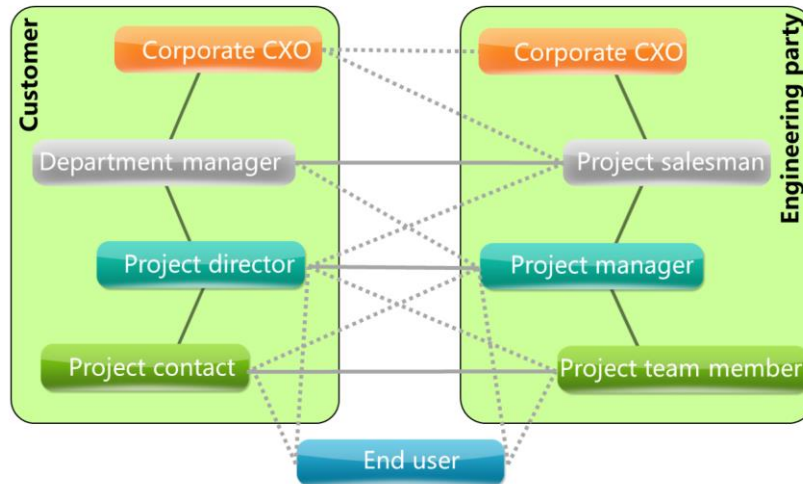 Customer
Corporate CXO
Department manager
Project director
Project contact
Engineering party
Corporate CXO
Project salesman
Project manager
Project team member
End user